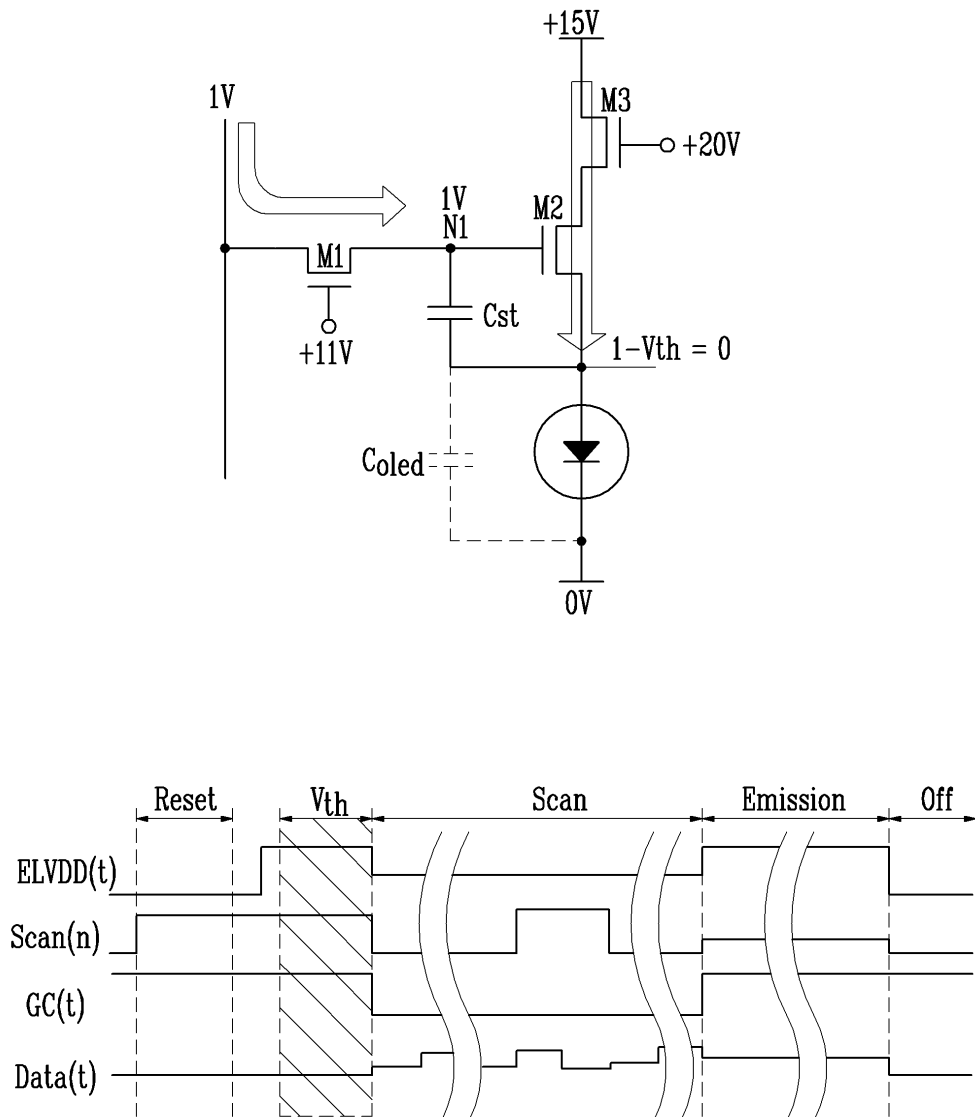 +15V
1V
M3
+20V
1V
N1
M2
M1
Cst
+11V
1-Vth = 0
Coled
0V
Reset
Vth
Scan
Emission
Off
ELVDD(t)
Scan(n)
GC(t)
Data(t)